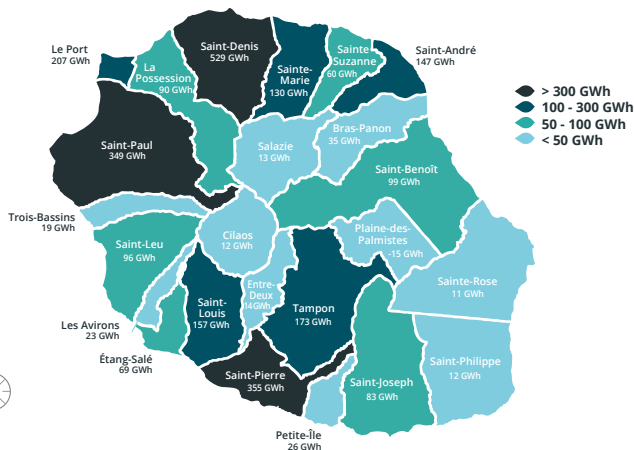 Le Port
207 GWh
La
Possession
90 GWh
Saint-Denis
529 GWh
Sainte-
Marie
130 GWh
Sainte
Suzanne
60 GWh
Saint-André
147 GWh
> 300 GWh
100 - 300 GWh
50 - 100 GWh
< 50 GWh
Saint-Paul
349 GWh
Salazie
13 GWh
Bras-Panon
35 GWh
Saint-Benoît
99 GWh
Trois-Bassins
19 GWh
Saint-Leu
96 GWh
Cilaos
12 GWh
Plaine-des-
Palmistes
-15 GWh
Sainte-Rose
11 GWh
Les Avirons
23 GWh
Étang-Salé
69 GWh
Saint-
Louis
157 GWh
Entre-
Deux
14 GWh
Tampon
173 GWh
Saint-Pierre
355 GWh
Petite-Île
26 GWh
Saint-Joseph
83 GWh
Saint-Philippe
12 GWh